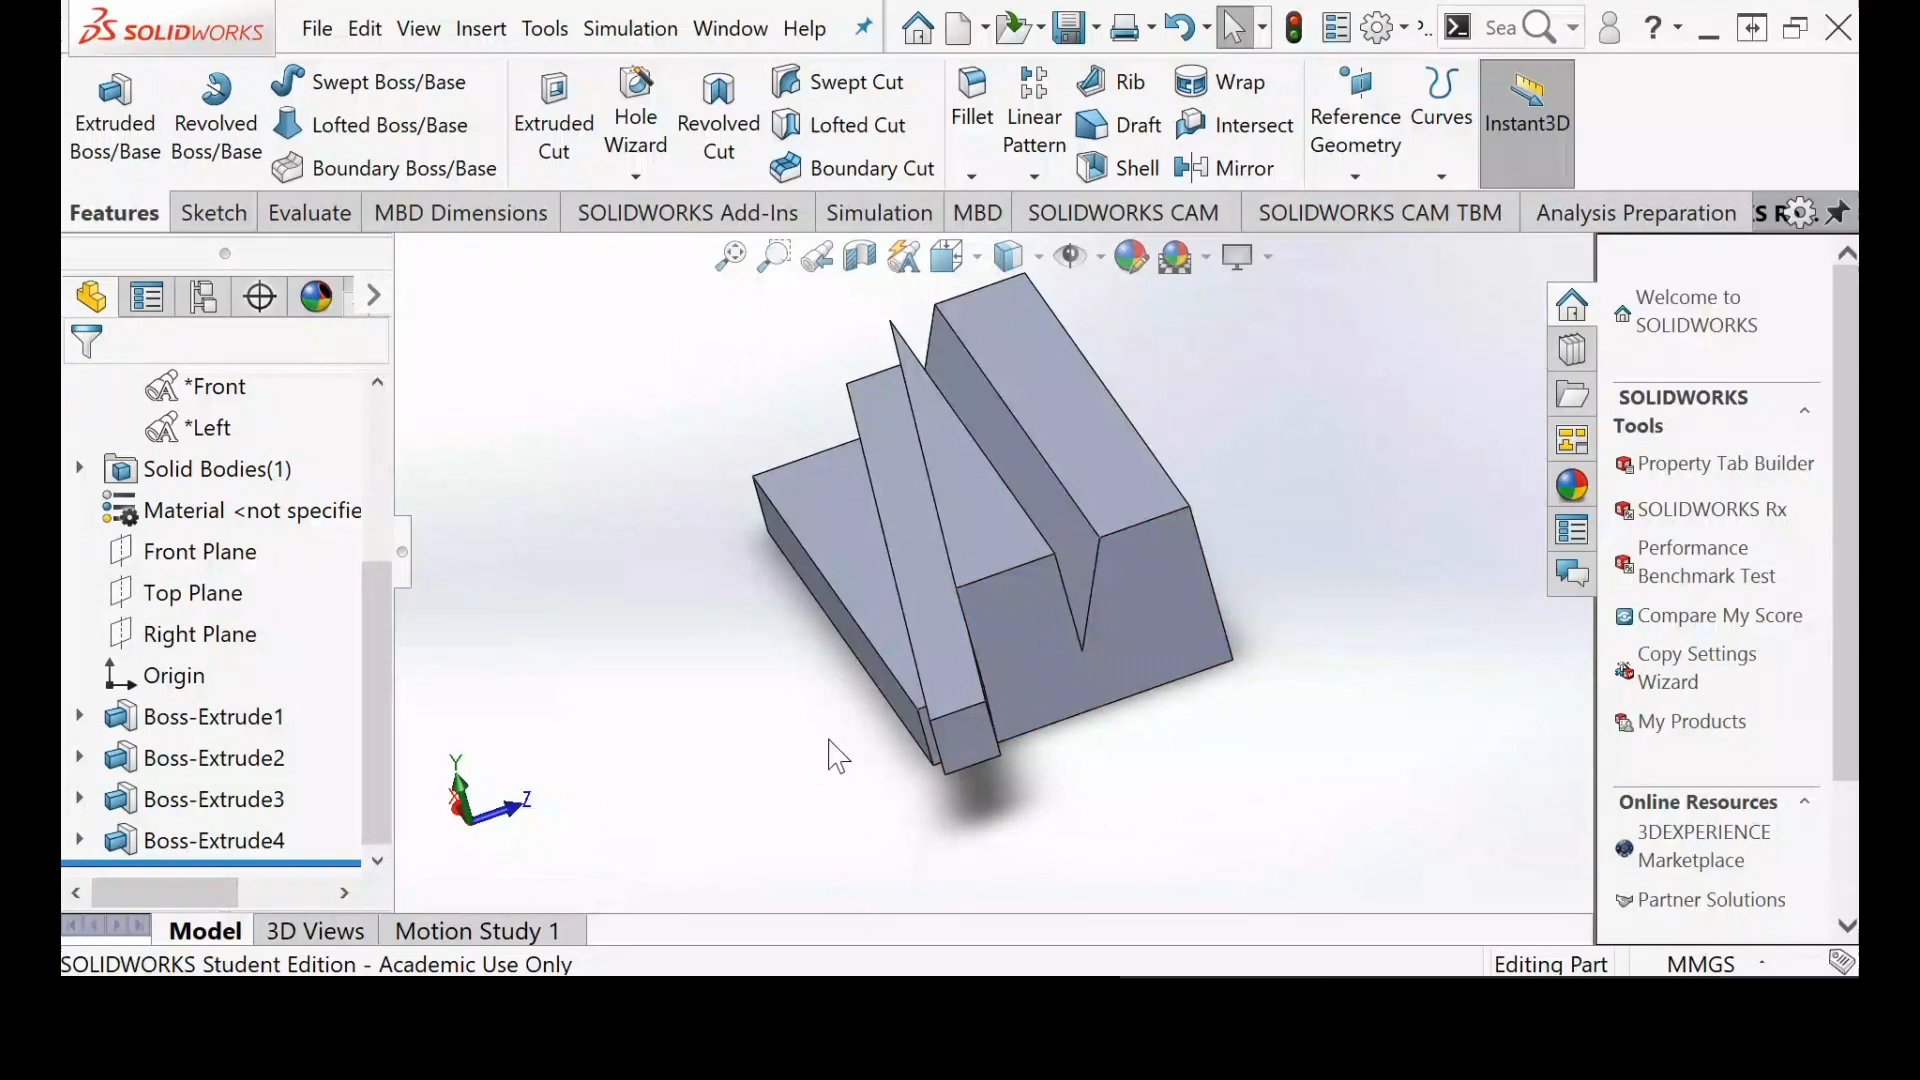 SOLIDWORKS File Edit View Insert Tools Simulation Window Help Sea ?
Extruded Boss/Base
Revolved Boss/Base
Swept Boss/Base
Lofted Boss/Base
Boundary Boss/Base
Extruded Cut
Hole Wizard
Revolved Cut
Swept Cut
Lofted Cut
Boundary Cut
Fillet
Linear Pattern
Rib
Draft
Shell
Wrap
Intersect
Mirror
Reference Geometry
Curves
Instant3D
Features Sketch Evaluate MBD Dimensions SOLIDWORKS Add-Ins Simulation MBD SOLIDWORKS CAM SOLIDWORKS CAM TBM Analysis Preparation
*Front
*Left
Solid Bodies(1)
Material <not specifie
Front Plane
Top Plane
Right Plane
Origin
Boss-Extrude1
Boss-Extrude2
Boss-Extrude3
Boss-Extrude4
Y
X
Z
Welcome to
SOLIDWORKS
SOLIDWORKS
Tools
Property Tab Builder
SOLIDWORKS Rx
Performance
Benchmark Test
Compare My Score
Copy Settings
Wizard
My Products
Online Resources
3DEXPERIENCE
Marketplace
Partner Solutions
Model 3D Views Motion Study 1
SOLIDWORKS Student Edition - Academic Use Only Editing Part MMGS